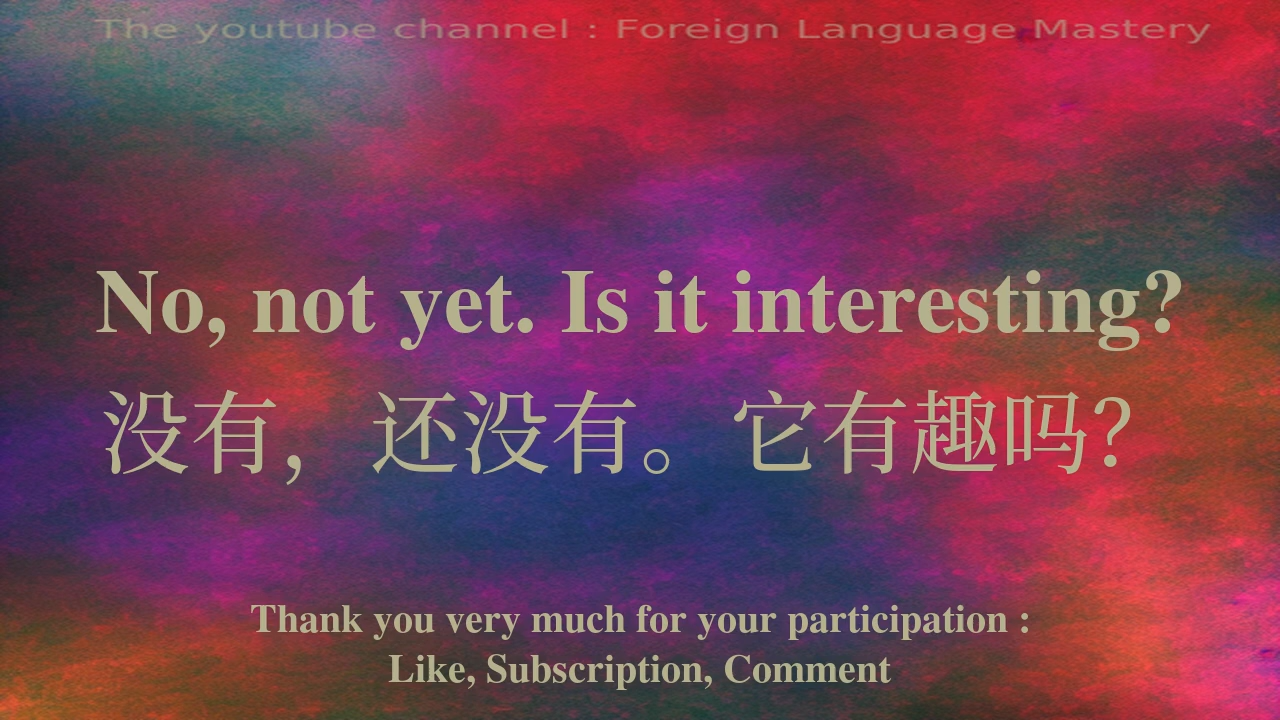 The youtube channel : Foreign Language Mastery
No, not yet. Is it interesting?
没有，还没有。它有趣吗？
Thank you very much for your participation :
Like, Subscription, Comment